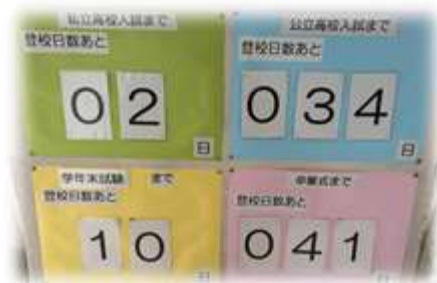 私立高校入試まで
登校日数あと
02
日
公立高校入試まで
登校日数あと
034
日
学年末試験 まで
登校日数あと
10
日
卒業式まで
登校日数あと
041
日